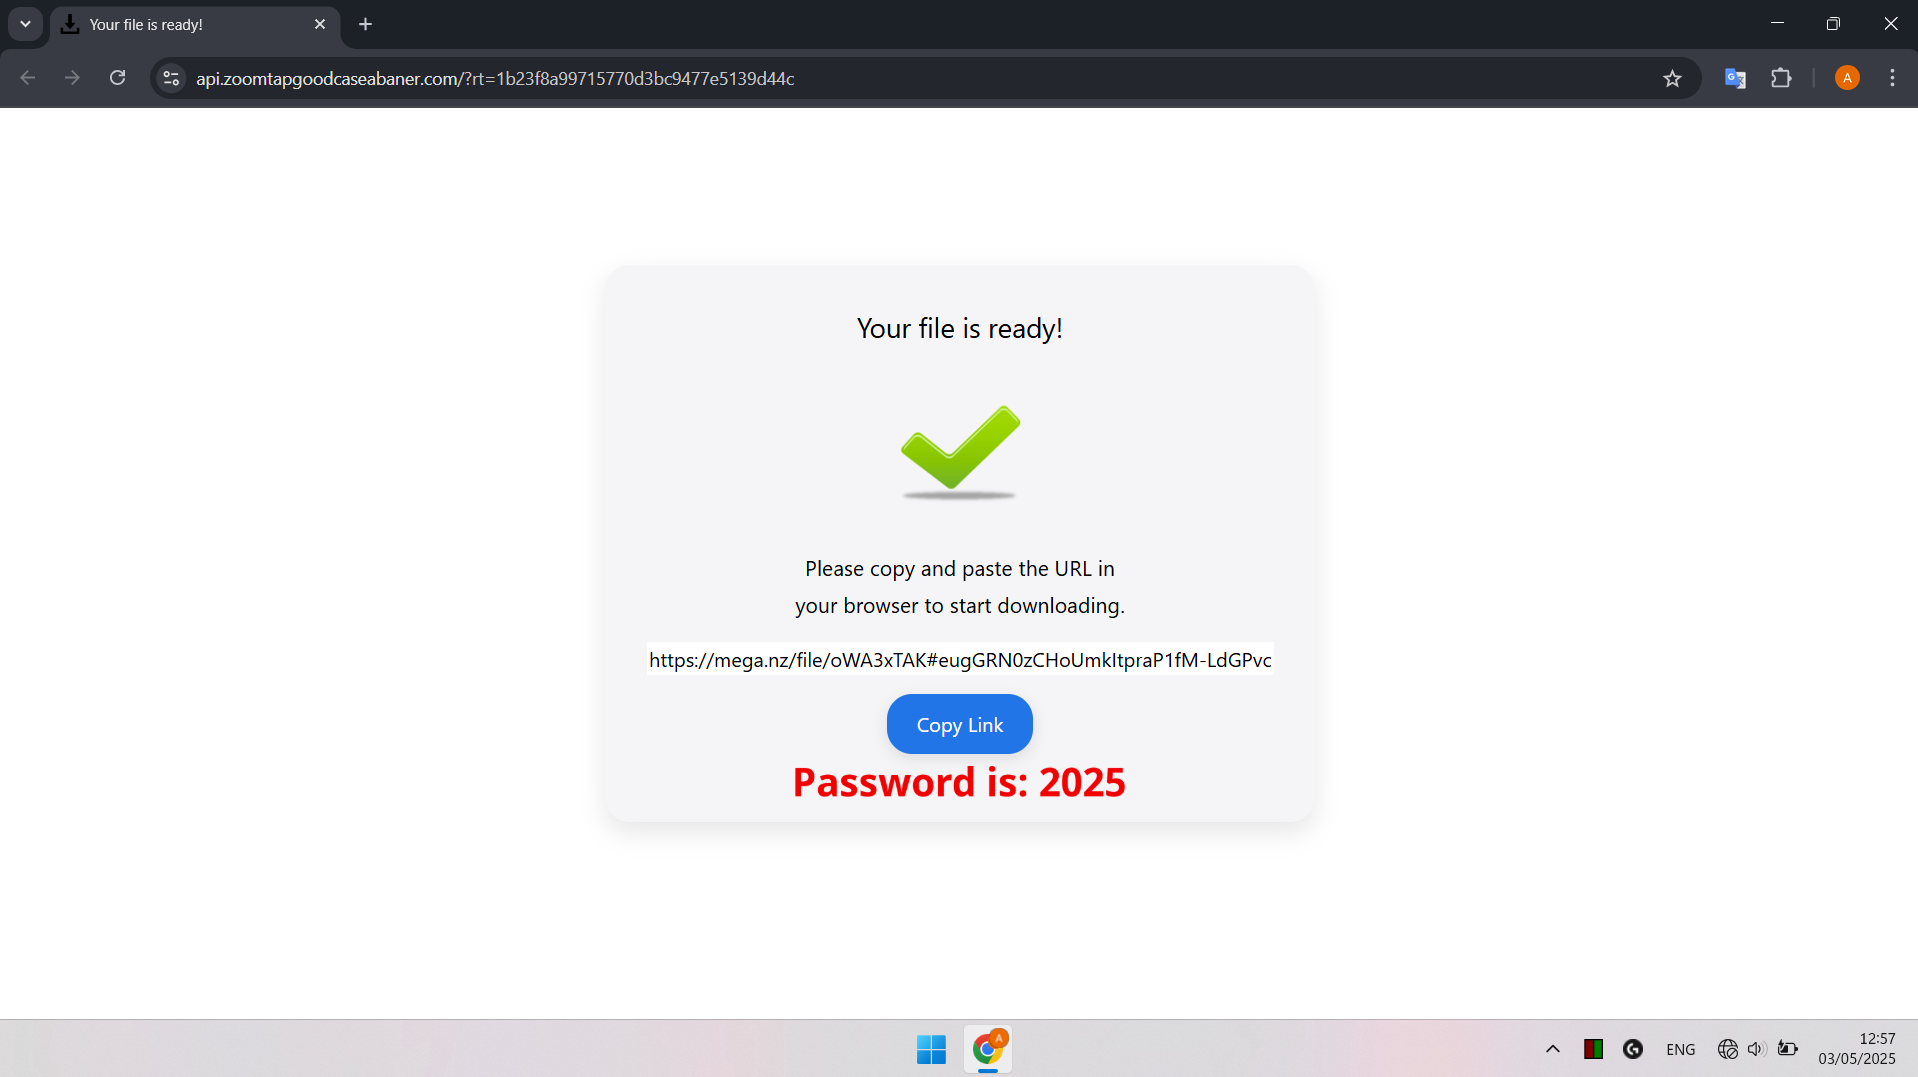 Your file is ready!
api.zoomtapgoodcaseabaner.com/?rt=1b23f8a99715770d3bc9477e5139d44c
A
Your file is ready!
Please copy and paste the URL in
your browser to start downloading.
https://mega.nz/file/oWA3xTAK#eugGRN0zCHoUmkItpraP1fM-LdGPvc
Copy Link
Password is: 2025
A
ENG
12:57
03/05/2025